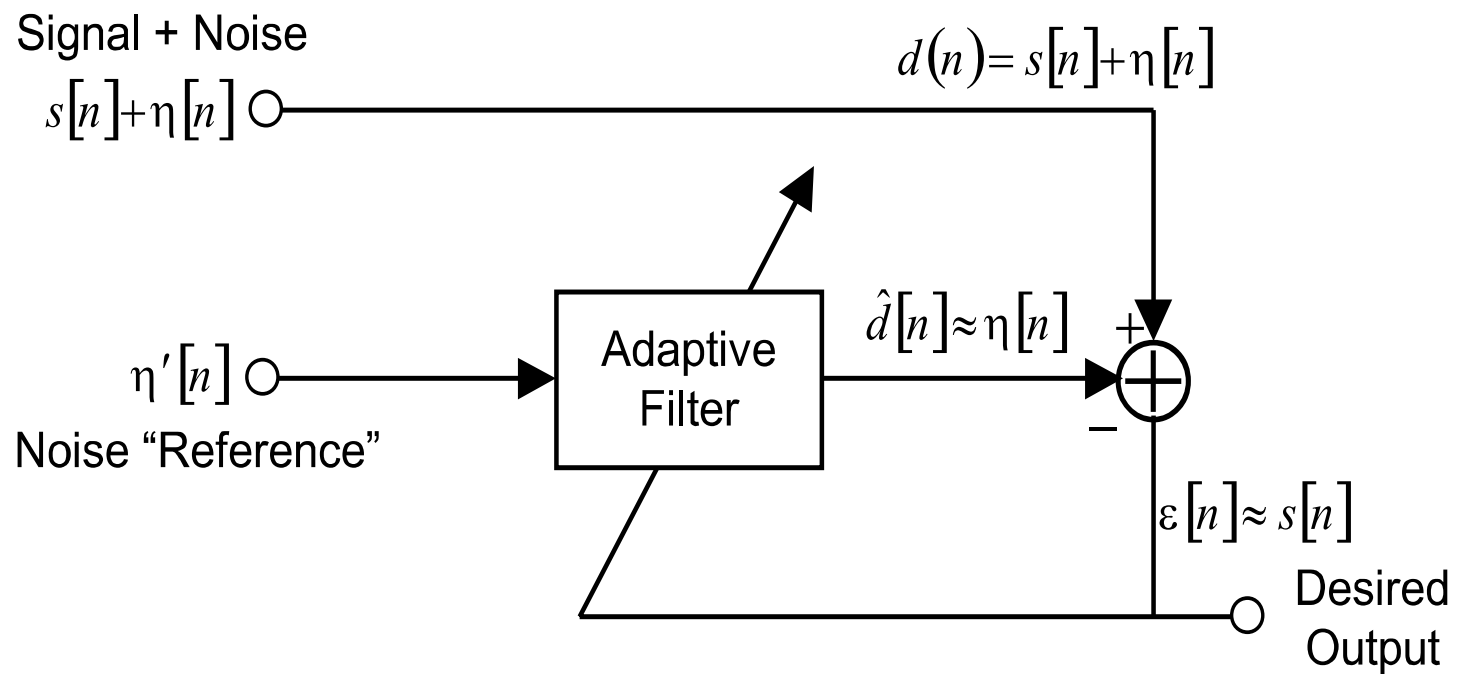 Signal + Noise
s[n]+η[n]
d(n)= s[n]+η[n]
Adaptive
Filter
d̂[n]≈η[n]
+
−
η′[n]
Noise “Reference”
ε[n]≈ s[n]
Desired
Output